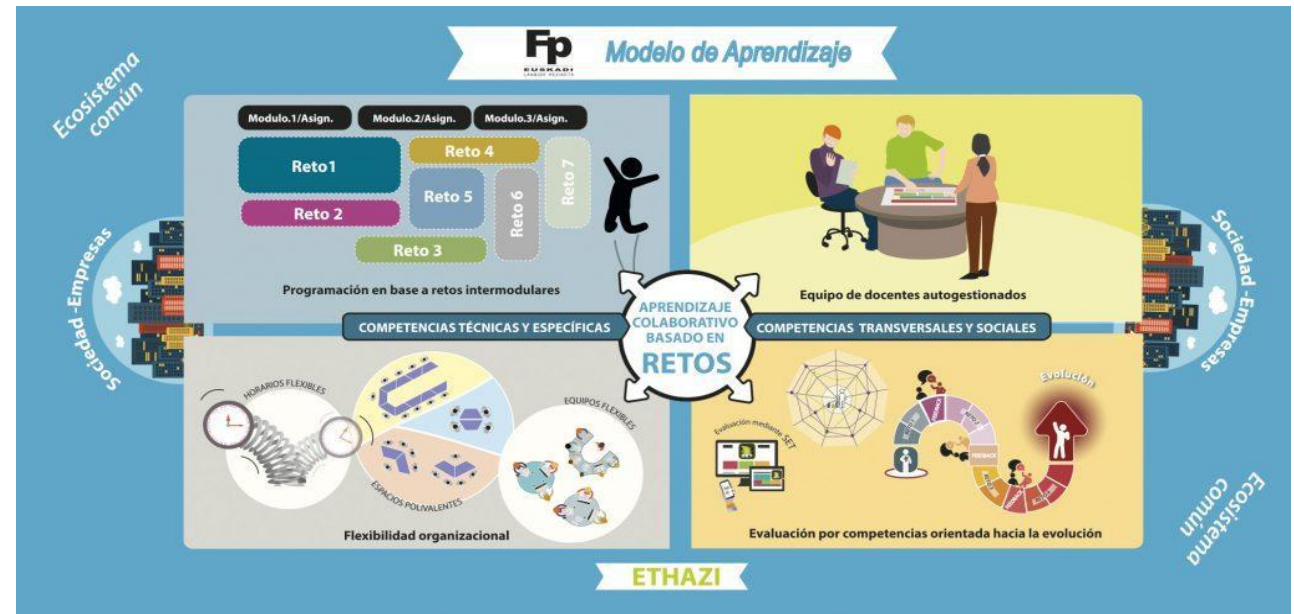 Fp
EUSKADI
LANBIDE HEZIKETA
Modelo de Aprendizaje
Ecosistema
común
Modulo.1/Asign.
Modulo.2/Asign.
Modulo.3/Asign.
Reto1
Reto 2
Reto 3
Reto 4
Reto 5
Reto 6
Reto 7
Programación en base a retos intermodulares
Equipo de docentes autogestionados
Sociedad -Empresas
COMPETENCIAS TÉCNICAS Y ESPECÍFICAS
APRENDIZAJE
COLABORATIVO
BASADO EN
RETOS
COMPETENCIAS TRANSVERSALES Y SOCIALES
Sociedad -Empresas
HORARIOS FLEXIBLES
ESPACIOS POLIVALENTES
EQUIPOS FLEXIBLES
Flexibilidad organizacional
Evaluación mediante SET
FEEDBACK
FEEDBACK
FEEDBACK
Evolución
Evaluación por competencias orientada hacia la evolución
Ecosistema
común
ETHAZI